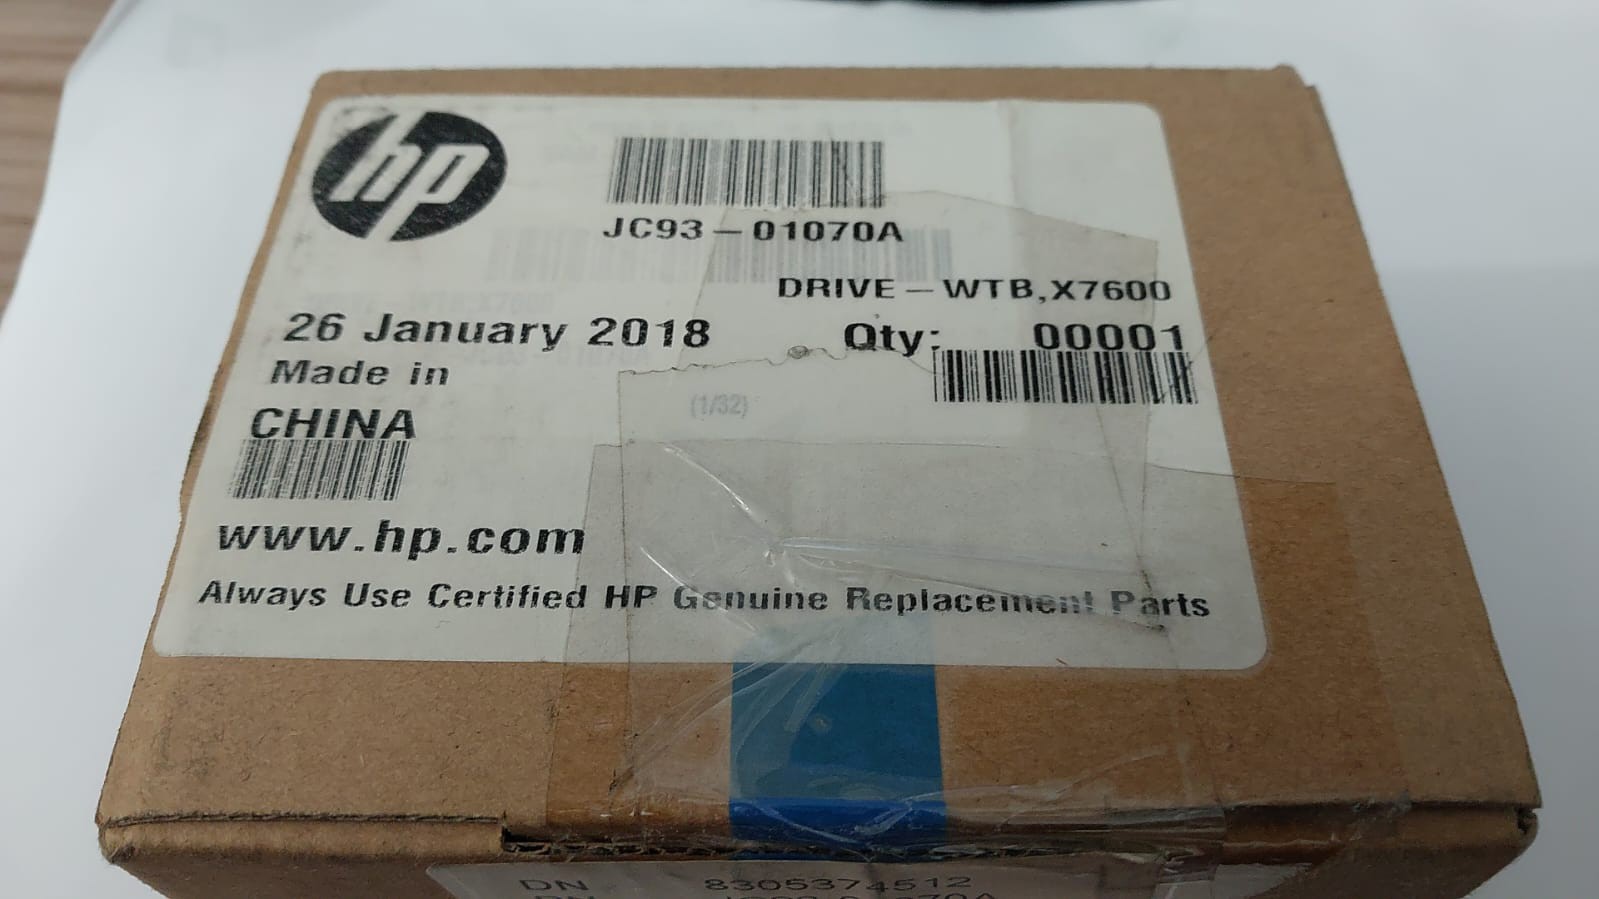 hp
JC93-01070A
DRIVE-WTB,X7600
26 January 2018 Qty: 00001
Made in
(1/32)
CHINA
www.hp.com
Always Use Certified HP Genuine Replacement Parts
DN 8305374512